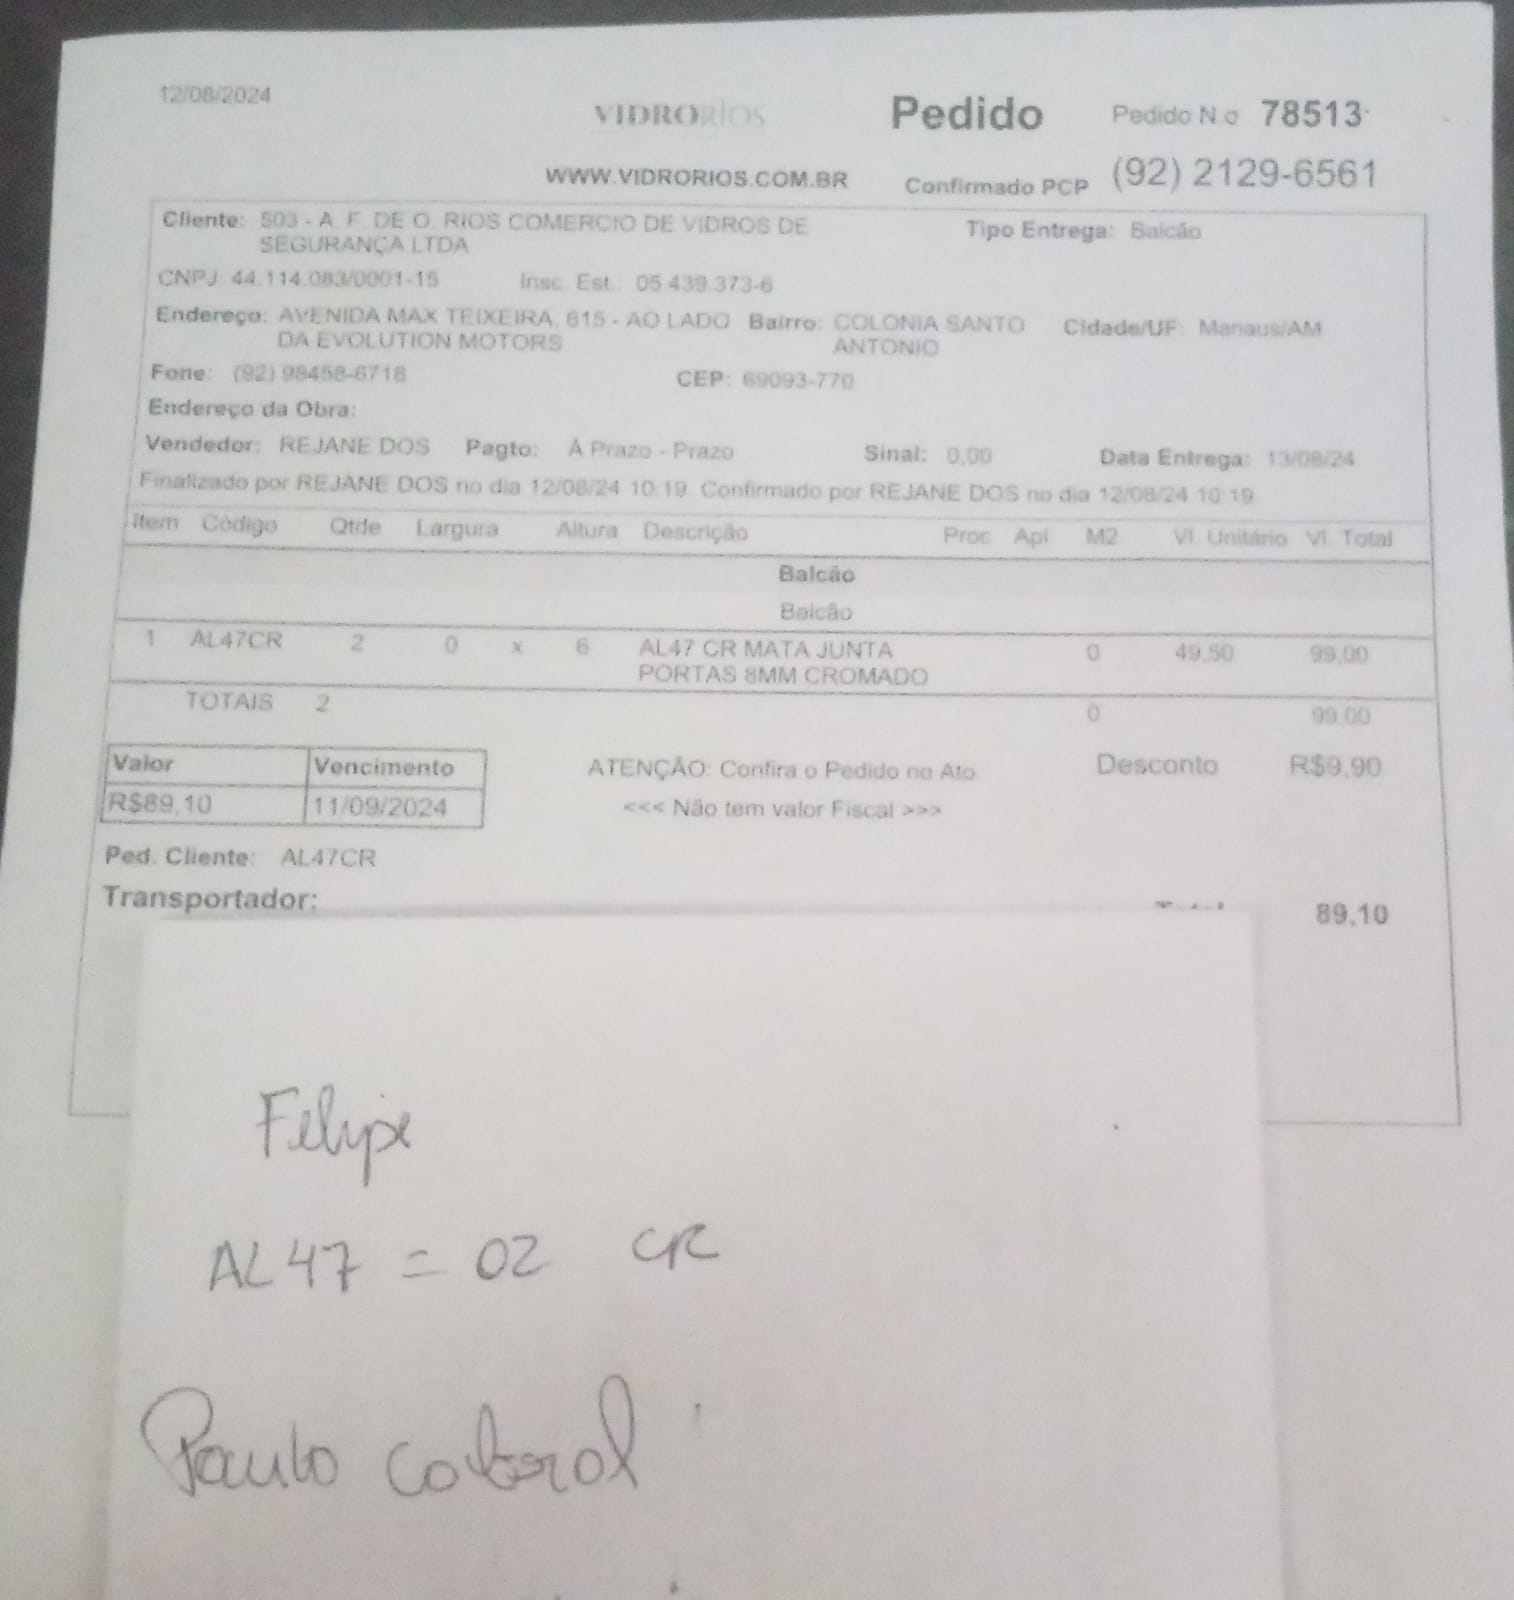 12/08/2024
VIDRORIOS Pedido Pedido N.o 78513
WWW.VIDRORIOS.COM.BR Confirmado PCP (92) 2129-6561
Cliente: 503 - A. F. DE O. RIOS COMERCIO DE VIDROS DE Tipo Entrega: Balcão
SEGURANÇA LTDA
CNPJ 44.114.083/0001-15 Insc. Est.: 05.439.373-6
Endereço: AVENIDA MAX TEIXEIRA, 615 - AO LADO Bairro: COLONIA SANTO Cidade/UF: Manaus/AM
DA EVOLUTION MOTORS ANTONIO
Fone: (92) 98458-6718 CEP: 69093-770
Endereço da Obra:
Vendedor: REJANE DOS Pagto: À Prazo - Prazo Sinal: 0,00 Data Entrega: 13/08/24
Finalizado por REJANE DOS no dia 12/08/24 10:19. Confirmado por REJANE DOS no dia 12/08/24 10:19
Item Código Qtde Largura Altura Descrição Proc Apl M2 Vl. Unitário Vl. Total
Balcão
Balcão
1 AL47CR 2 0 x 6 AL47 CR MATA JUNTA 0 49,50 99,00
PORTAS 8MM CROMADO
TOTAIS 2 0 99,00
Valor Vencimento ATENÇÃO: Confira o Pedido no Ato Desconto R$9,90
R$89,10 11/09/2024 <<< Não tem valor Fiscal >>>
Ped. Cliente: AL47CR
Transportador: 89,10
Felipe
AL47 = 02 CR
Paulo Cabral